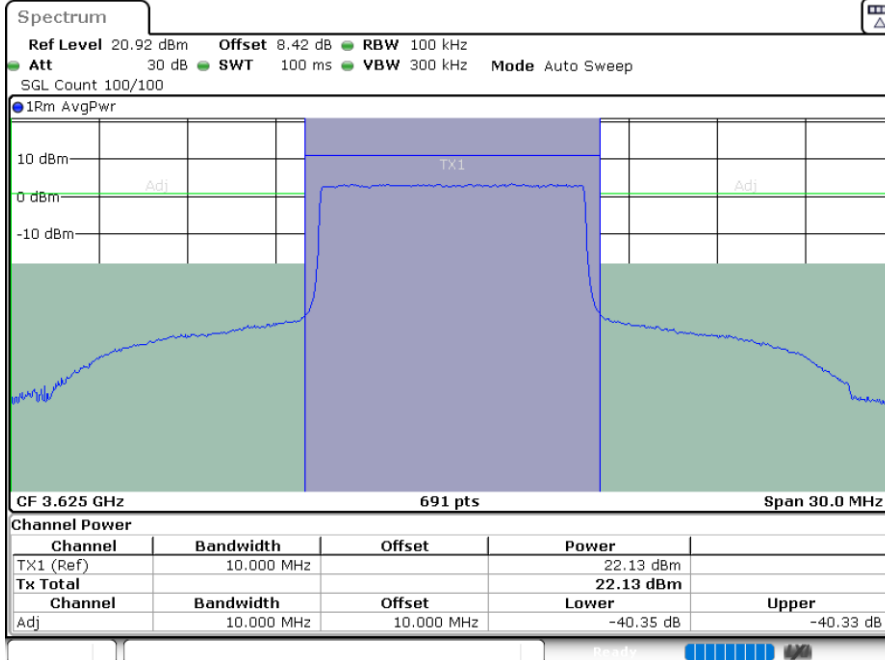 Spectrum
Ref Level 20.92 dBm Offset 8.42 dB RBW 100 kHz
Att 30 dB SWT 100 ms VBW 300 kHz Mode Auto Sweep
SGL Count 100/100
1Rm AvgPwr
10 dBm
TX1
Adj Adj
0 dBm
-10 dBm
CF 3.625 GHz 691 pts Span 30.0 MHz
Channel Power
Channel Bandwidth Offset Power
TX1 (Ref) 10.000 MHz 22.13 dBm
Tx Total 22.13 dBm
Channel Bandwidth Offset Lower Upper
Adj 10.000 MHz 10.000 MHz -40.35 dB -40.33 dB
Ready